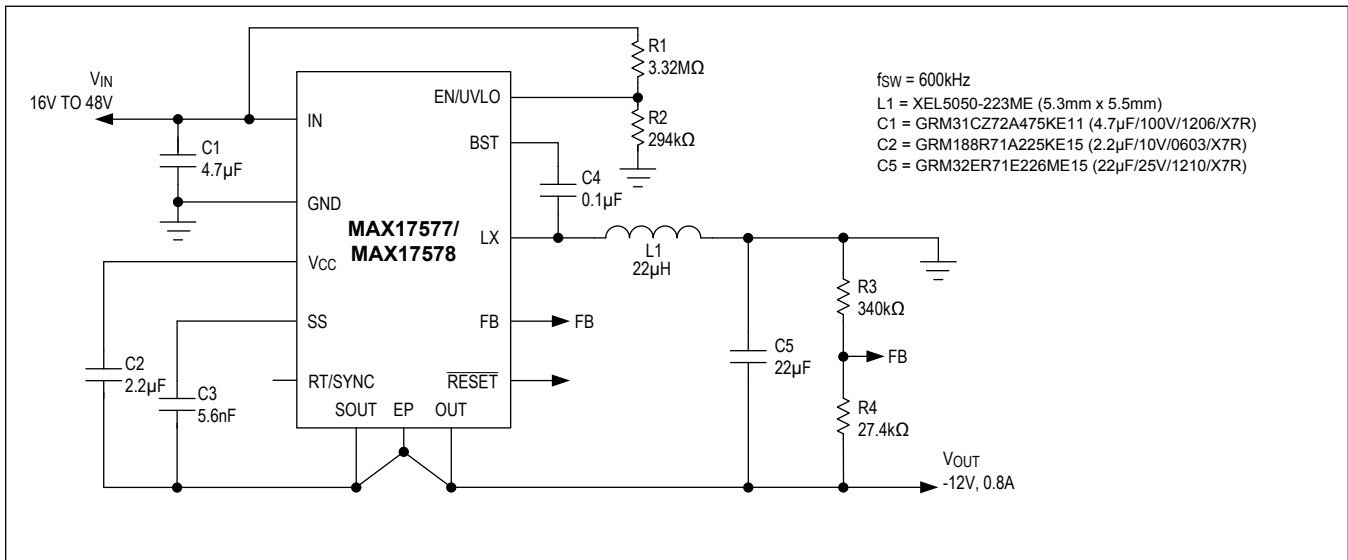 VIN
16V TO 48V
C1
4.7µF
IN
GND
VCC
SS
RT/SYNC
SOUT
EP
OUT
MAX17577/
MAX17578
EN/UVLO
BST
LX
FB
RESET
C2
2.2µF
C3
5.6nF
R1
3.32MΩ
R2
294kΩ
C4
0.1µF
L1
22µH
FB
C5
22µF
R3
340kΩ
FB
R4
27.4kΩ
VOUT
-12V, 0.8A
fSW = 600kHz
L1 = XEL5050-223ME (5.3mm x 5.5mm)
C1 = GRM31CZ72A475KE11 (4.7µF/100V/1206/X7R)
C2 = GRM188R71A225KE15 (2.2µF/10V/0603/X7R)
C5 = GRM32ER71E226ME15 (22µF/25V/1210/X7R)